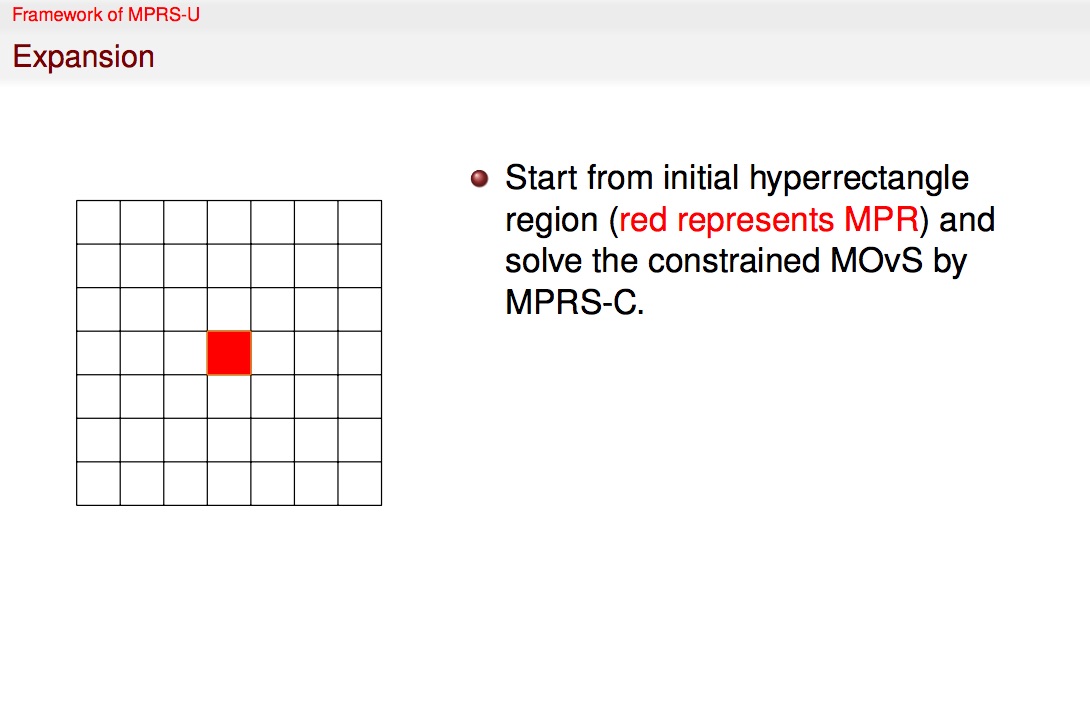 Framework of MPRS-U
Expansion
Start from initial hyperrectangle
region (red represents MPR) and
solve the constrained MOvS by
MPRS-C.